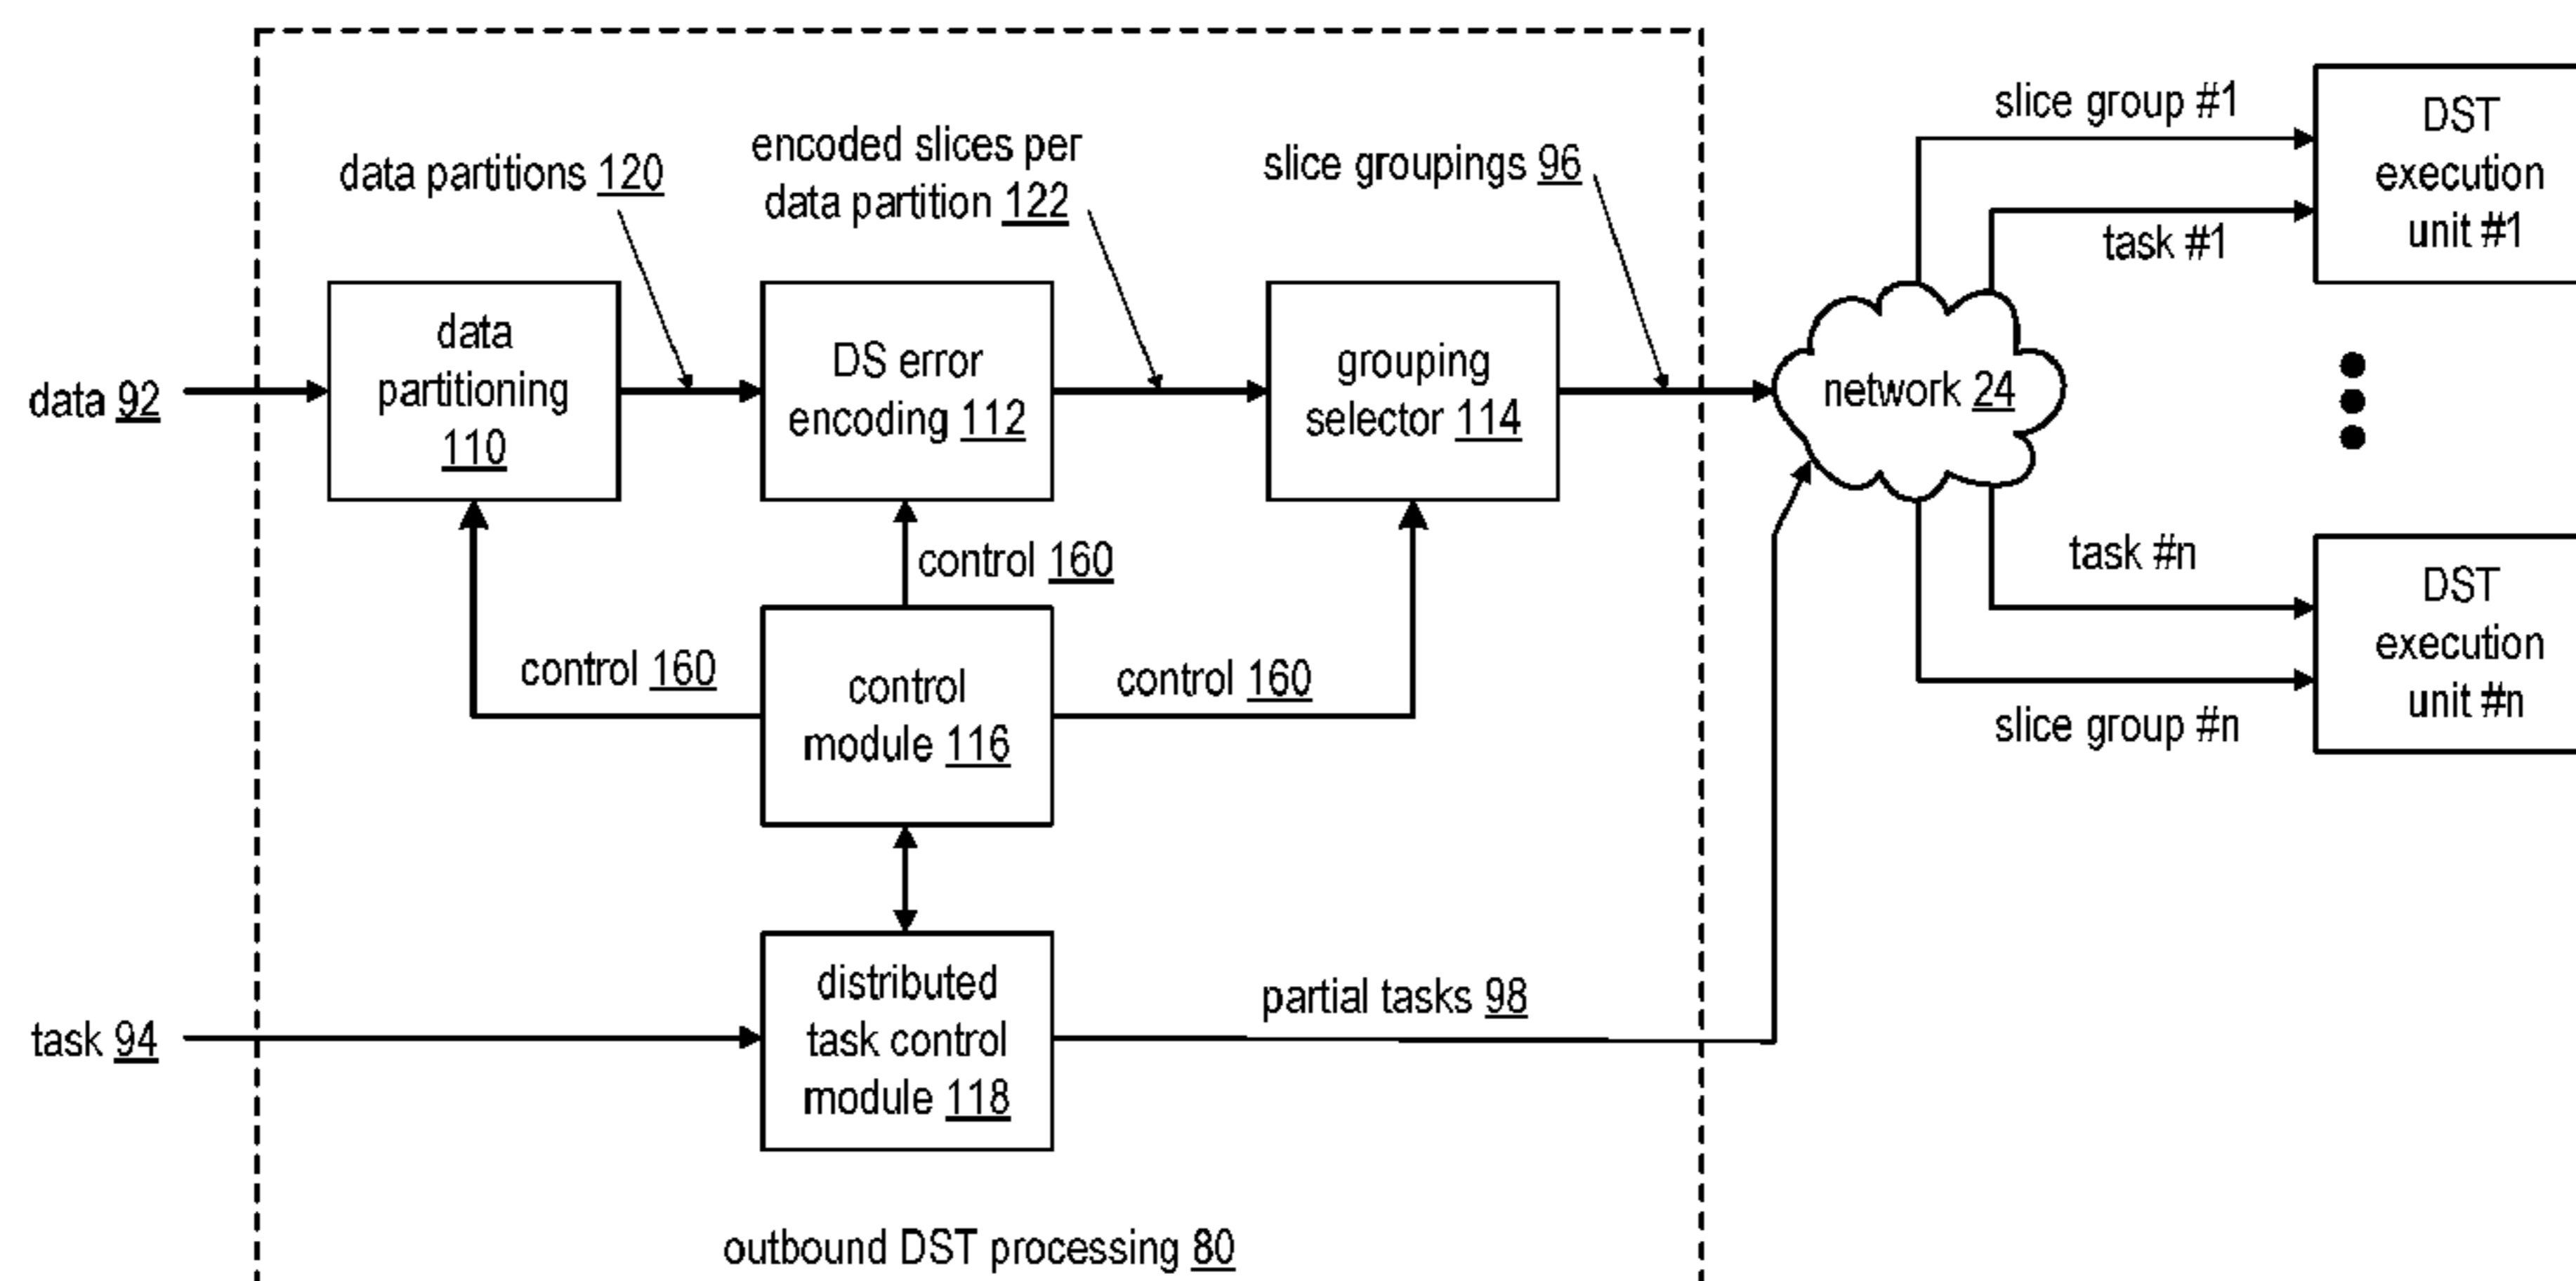 slice group #1
DST
execution
unit #1
task #1
encoded slices per
data partition 122
data partitions 120
slice groupings 96
data 92
data
partitioning
110
DS error
encoding 112
grouping
selector 114
network 24
control 160
control 160
control
module 116
control 160
task #n
DST
execution
unit #n
slice group #n
task 94
distributed
task control
module 118
partial tasks 98
outbound DST processing 80